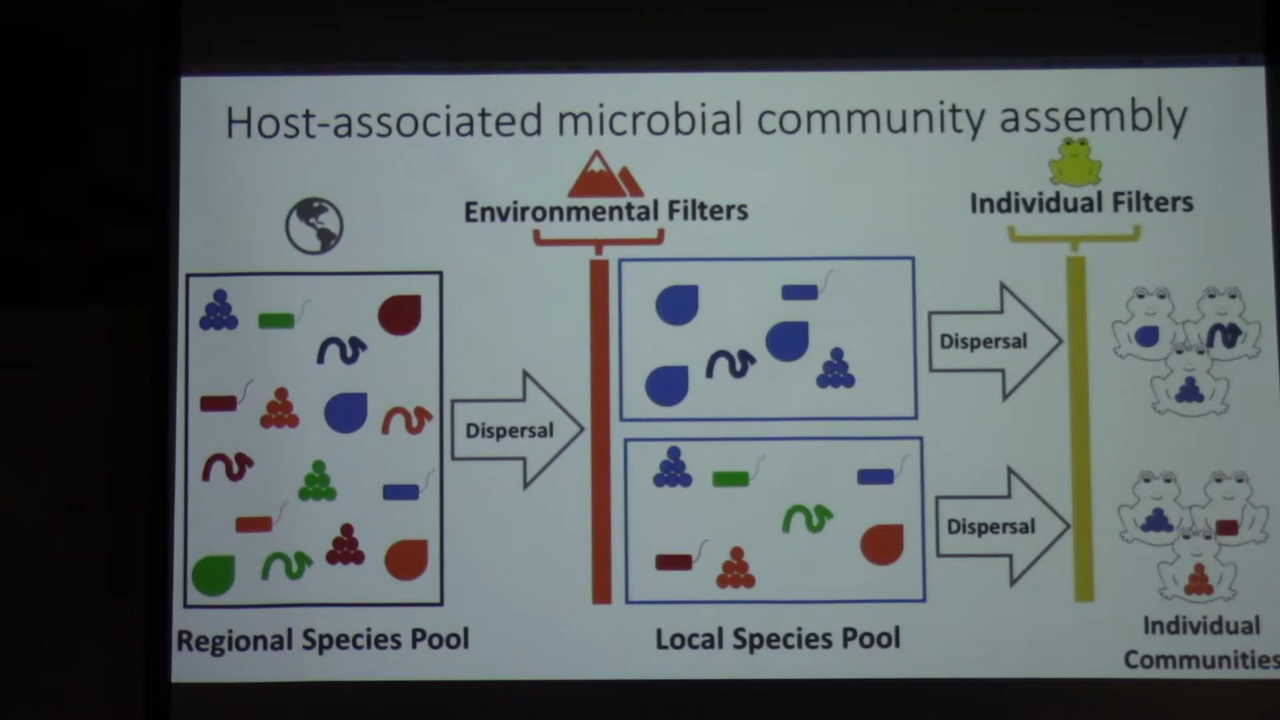 Host-associated microbial community assembly
Environmental Filters
Individual Filters
Dispersal
Dispersal
Dispersal
Regional Species Pool
Local Species Pool
Individual
Communities